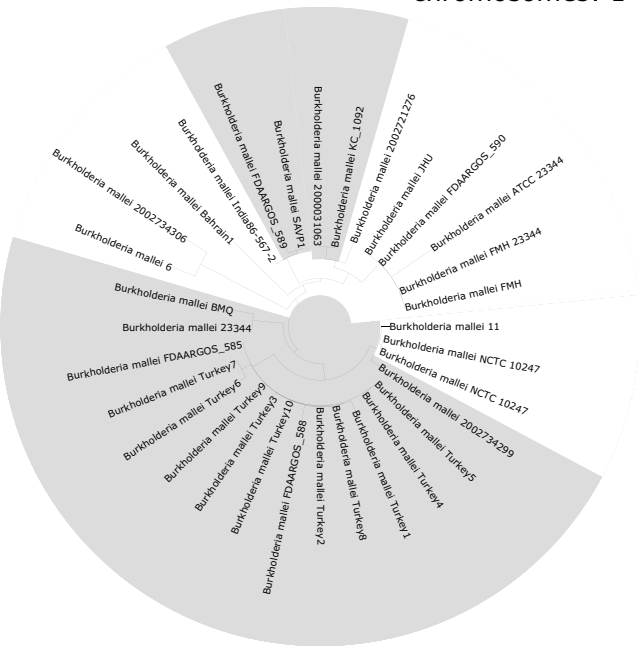 Burkholderia mallei 2002721276
Burkholderia mallei JHU
Burkholderia mallei FDAARGOS_590
Burkholderia mallei ATCC 23344
Burkholderia mallei FMH 23344
Burkholderia mallei FMH
Burkholderia mallei 11
Burkholderia mallei NCTC 10247
Burkholderia mallei NCTC 10247
Burkholderia mallei 2002734299
Burkholderia mallei Turkey5
Burkholderia mallei Turkey4
Burkholderia mallei Turkey1
Burkholderia mallei Turkey8
Burkholderia mallei Turkey2
Burkholderia mallei FDAARGOS_588
Burkholderia mallei Turkey10
Burkholderia mallei Turkey3
Burkholderia mallei Turkey9
Burkholderia mallei Turkey6
Burkholderia mallei Turkey7
Burkholderia mallei FDAARGOS_585
Burkholderia mallei 23344
Burkholderia mallei BMQ
Burkholderia mallei 6
Burkholderia mallei 2002734306
Burkholderia mallei Bahrain1
Burkholderia mallei India86-567-2
Burkholderia mallei FDAARGOS_589
Burkholderia mallei SAVP1
Burkholderia mallei 2000031063
Burkholderia mallei KC_1092